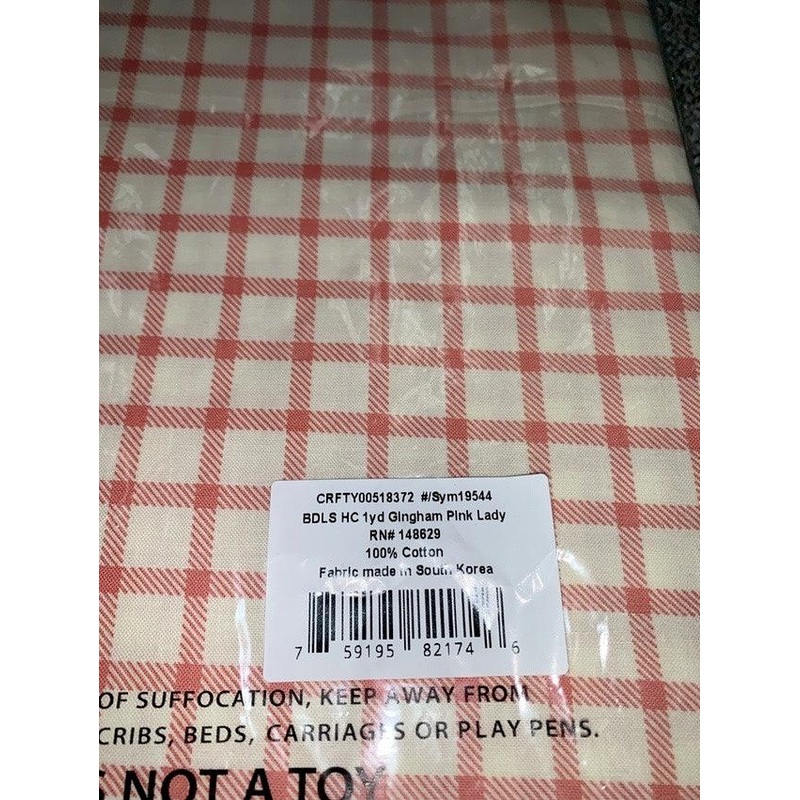 CRFTY00518372 #/Sym19544
BDLS HC 1yd Gingham Pink Lady
RN# 148629
100% Cotton
Fabric made in South Korea
7 59195 82174 6
OF SUFFOCATION, KEEP AWAY FROM
CRIBS, BEDS, CARRIAGES OR PLAY PENS.
S NOT A TOY